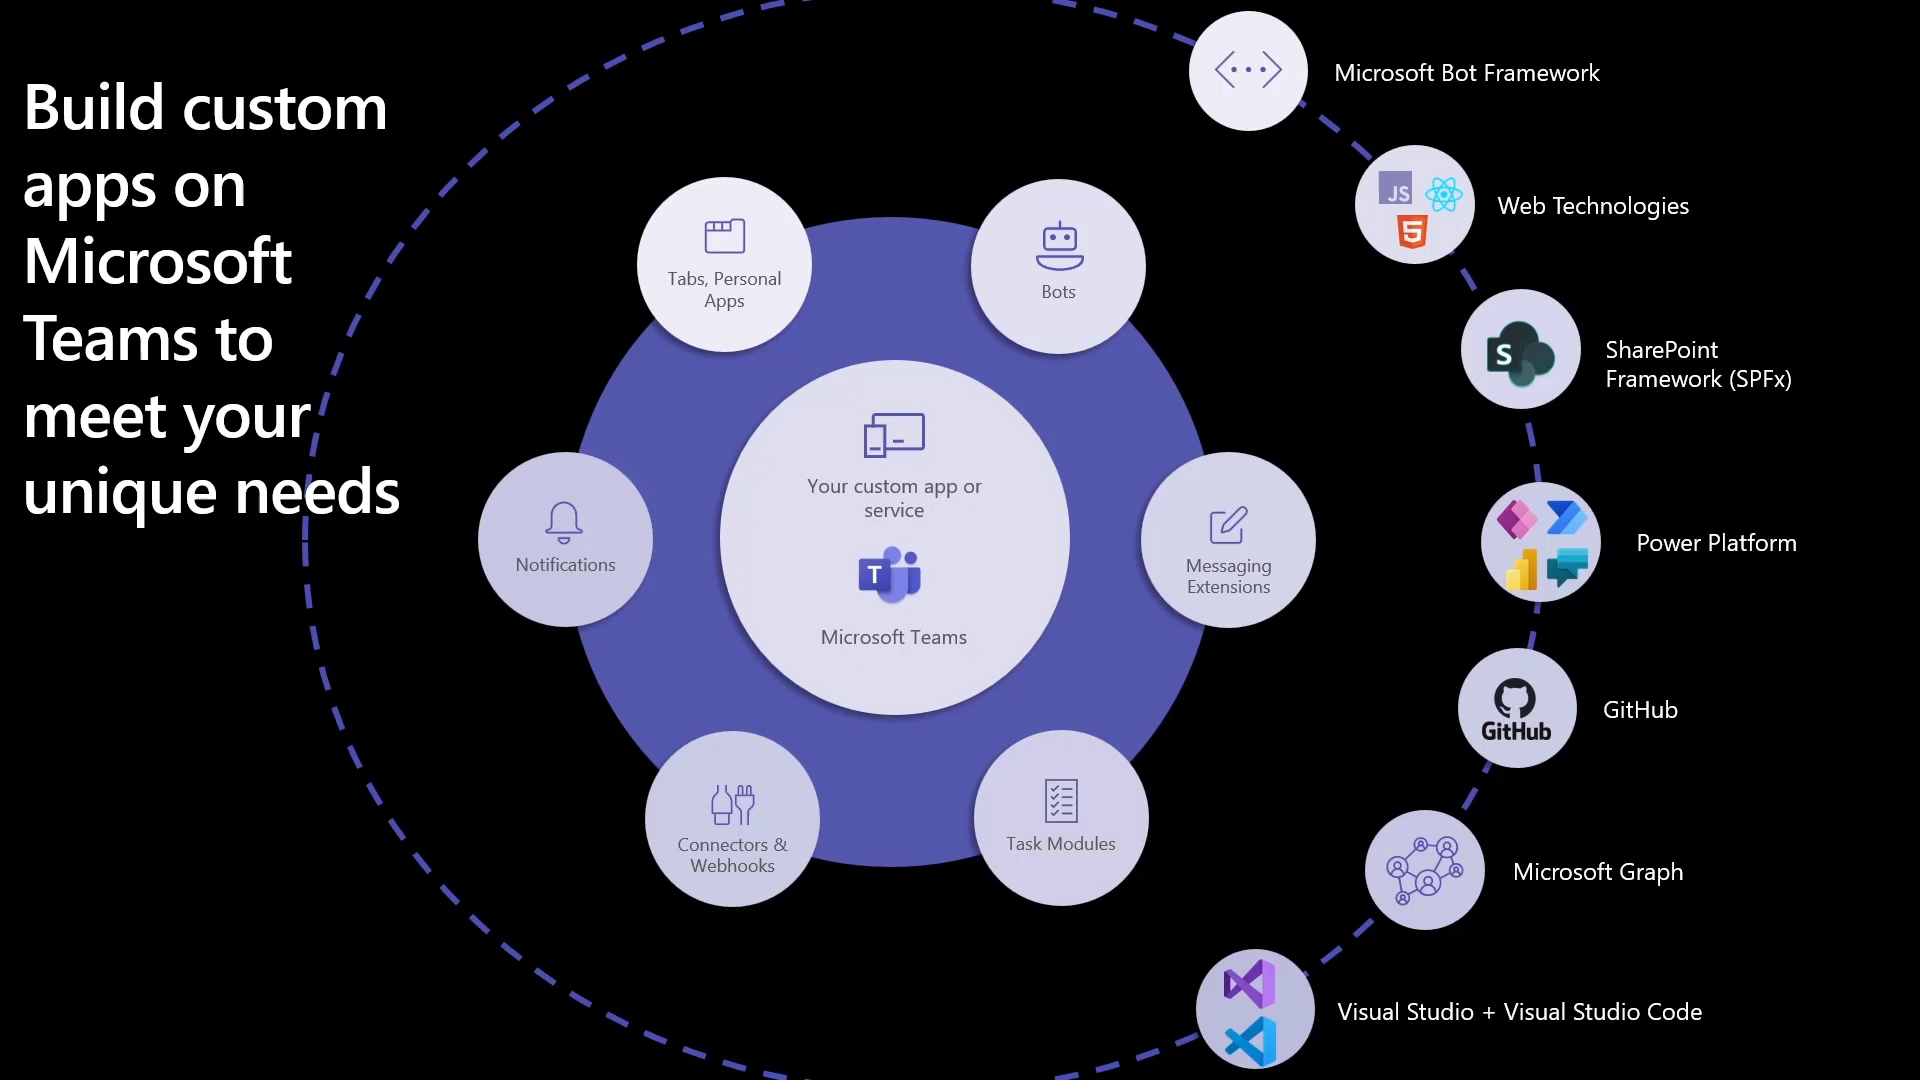 Build custom
apps on
Microsoft
Teams to
meet your
unique needs
Tabs, Personal
Apps
Bots
Notifications
Your custom app or
service
T
Microsoft Teams
Messaging
Extensions
Connectors &
Webhooks
Task Modules
Microsoft Bot Framework
JS
5
Web Technologies
S
SharePoint
Framework (SPFx)
Power Platform
GitHub
GitHub
Microsoft Graph
Visual Studio + Visual Studio Code